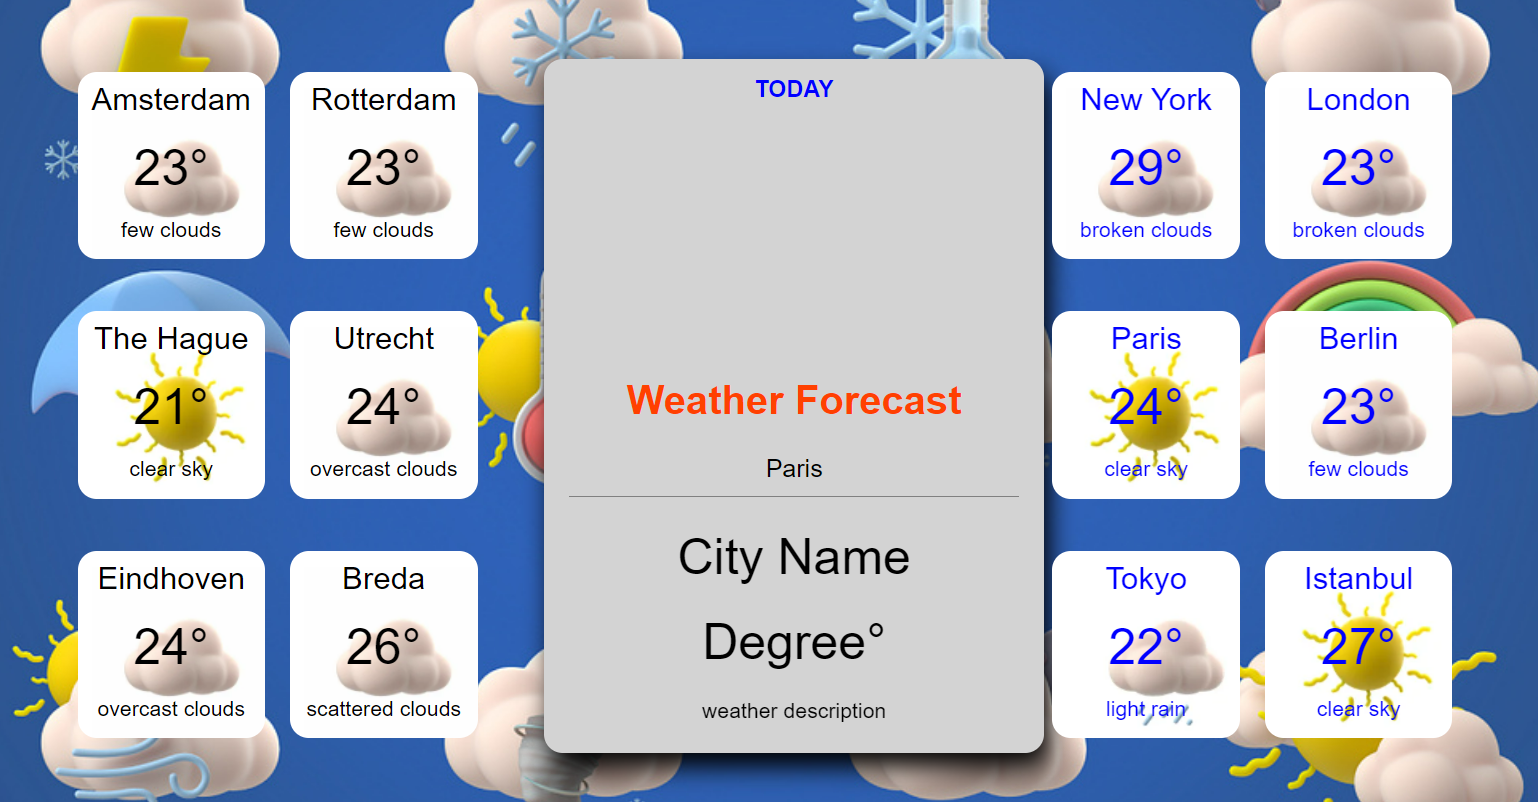 Amsterdam
23°
few clouds
Rotterdam
23°
few clouds
The Hague
21°
clear sky
Utrecht
24°
overcast clouds
Eindhoven
24°
overcast clouds
Breda
26°
scattered clouds
TODAY
Weather Forecast
Paris
City Name
Degree°
weather description
New York
29°
broken clouds
London
23°
broken clouds
Paris
24°
clear sky
Berlin
23°
few clouds
Tokyo
22°
light rain
Istanbul
27°
clear sky